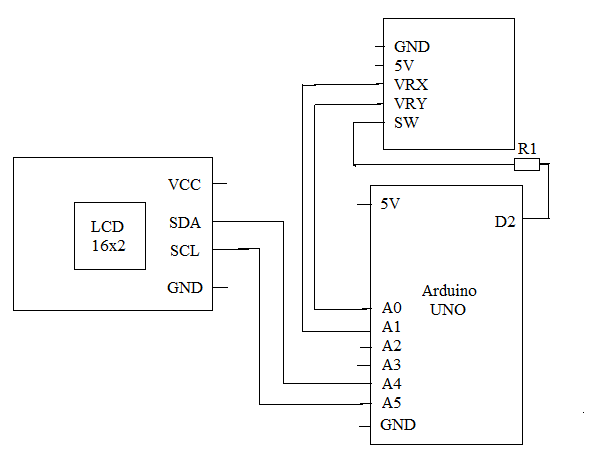 GND
5V
VRX
VRY
SW
R1
VCC
SDA
SCL
GND
LCD
16x2
5V
D2
Arduino
UNO
A0
A1
A2
A3
A4
A5
GND